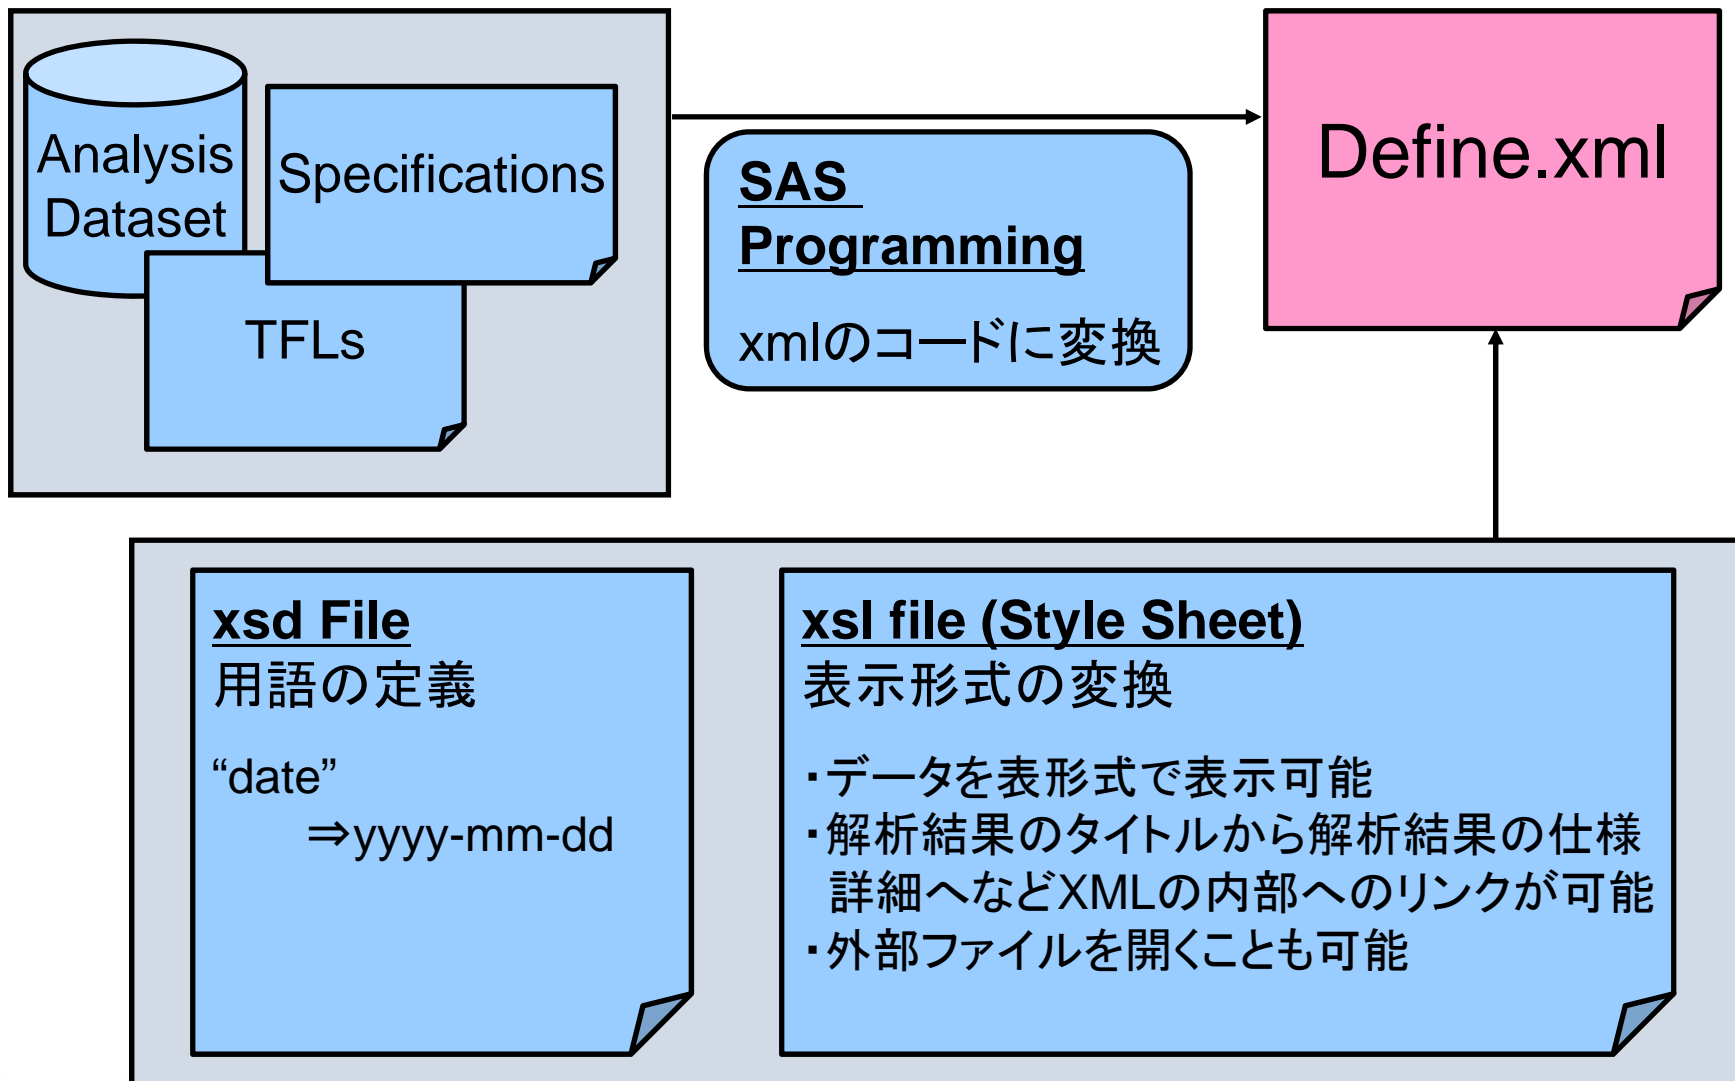 Analysis
Dataset
Specifications
TFLs
SAS
Programming
xmlのコードに変換
Define.xml
xsd File
用語の定義
“date”
⇒yyyy-mm-dd
xsl file (Style Sheet)
表示形式の変換
・データを表形式で表示可能
・解析結果のタイトルから解析結果の仕様
詳細へなどXMLの内部へのリンクが可能
・外部ファイルを開くことも可能